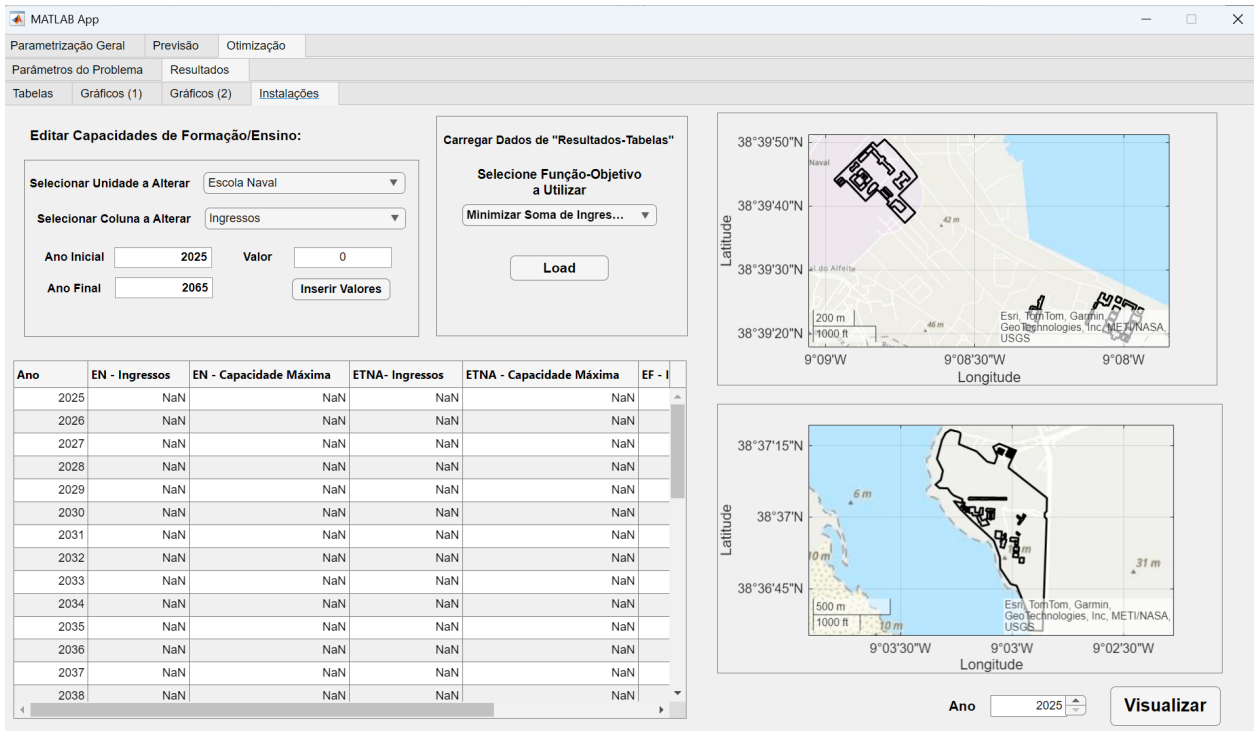 MATLAB App
Parametrização Geral Previsão Otimização
Parâmetros do Problema Resultados
Tabelas Gráficos (1) Gráficos (2) Instalações
Editar Capacidades de Formação/Ensino:
Selecionar Unidade a Alterar Escola Naval
Selecionar Coluna a Alterar Ingressos
Ano Inicial 2025 Valor 0
Ano Final 2065 Inserir Valores
Carregar Dados de "Resultados-Tabelas"
Selecione Função-Objetivo
a Utilizar
Minimizar Soma de Ingres...
Load
Ano EN - Ingressos EN - Capacidade Máxima ETNA- Ingressos ETNA - Capacidade Máxima EF - I
2025 NaN NaN NaN NaN
2026 NaN NaN NaN NaN
2027 NaN NaN NaN NaN
2028 NaN NaN NaN NaN
2029 NaN NaN NaN NaN
2030 NaN NaN NaN NaN
2031 NaN NaN NaN NaN
2032 NaN NaN NaN NaN
2033 NaN NaN NaN NaN
2034 NaN NaN NaN NaN
2035 NaN NaN NaN NaN
2036 NaN NaN NaN NaN
2037 NaN NaN NaN NaN
2038 NaN NaN NaN NaN
38°39'50"N
38°39'40"N
38°39'30"N
38°39'20"N
Latitude
Naval
42 m
al do Alfeite
46 m
200 m
1000 ft
Esri, TomTom, Garmin,
GeoTechnologies, Inc, METI/NASA,
USGS
9°09'W 9°08'30"W 9°08'W
Longitude
38°37'15"N
38°37'N
38°36'45"N
Latitude
6 m
10 m
31 m
10 m
500 m
1000 ft
Esri, TomTom, Garmin,
GeoTechnologies, Inc, METI/NASA,
USGS
9°03'30"W 9°03'W 9°02'30"W
Longitude
Ano 2025 Visualizar